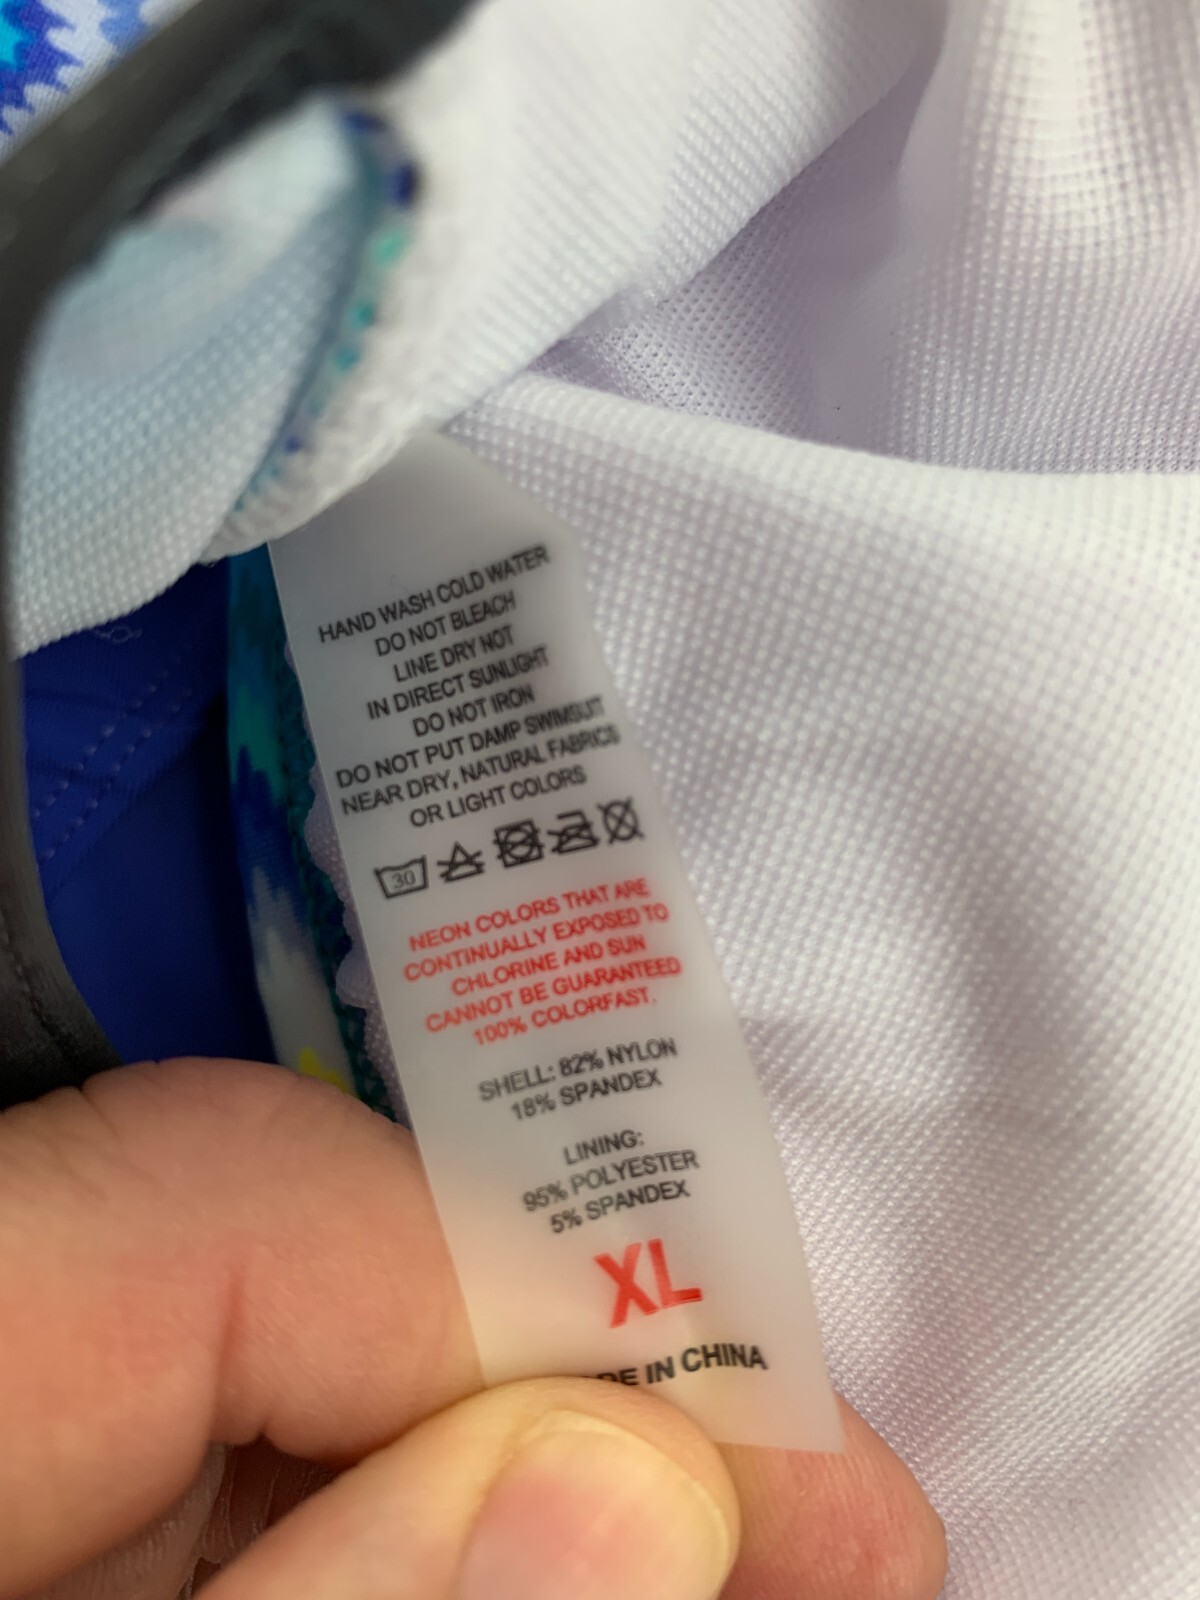 HAND WASH COLD WATER
DO NOT BLEACH
LINE DRY NOT
IN DIRECT SUNLIGHT
DO NOT IRON
DO NOT PUT DAMP SWIMSUIT
NEAR DRY, NATURAL FABRICS
OR LIGHT COLORS
30
NEON COLORS THAT ARE
CONTINUALLY EXPOSED TO
CHLORINE AND SUN
CANNOT BE GUARANTEED
100% COLORFAST.
SHELL: 82% NYLON
18% SPANDEX
LINING:
95% POLYESTER
5% SPANDEX
XL
DE IN CHINA